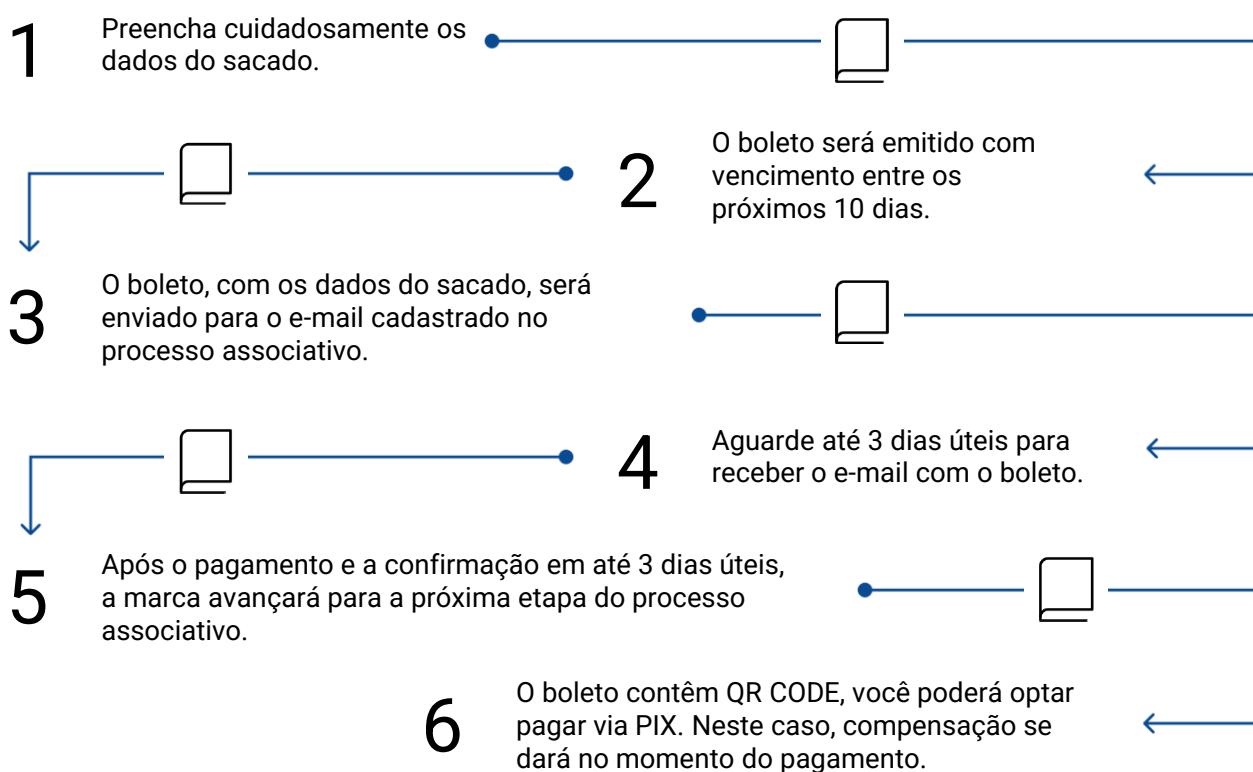 1
Preencha cuidadosamente os
dados do sacado.
2
O boleto será emitido com
vencimento entre os
próximos 10 dias.
3
O boleto, com os dados do sacado, será
enviado para o e-mail cadastrado no
processo associativo.
4
Aguarde até 3 dias úteis para
receber o e-mail com o boleto.
5
Após o pagamento e a confirmação em até 3 dias úteis,
a marca avançará para a próxima etapa do processo
associativo.
6
O boleto contêm QR CODE, você poderá optar
pagar via PIX. Neste caso, compensação se
dará no momento do pagamento.